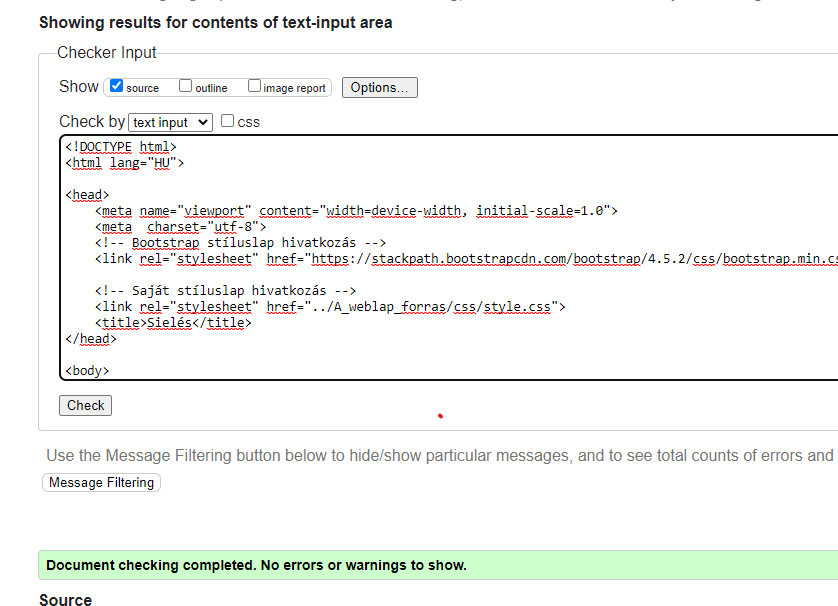 Showing results for contents of text-input area
Checker Input
Show source outline image report Options...
Check by text input css
<!DOCTYPE html>
<html lang="HU">
<head>
<meta name="viewport" content="width=device-width, initial-scale=1.0">
<meta  charset="utf-8">
<!-- Bootstrap stíluslap hivatkozás -->
<link rel="stylesheet" href="https://stackpath.bootstrapcdn.com/bootstrap/4.5.2/css/bootstrap.min.cs
<!-- Saját stíluslap hivatkozás -->
<link rel="stylesheet" href="../A_weblap_forras/css/style.css">
<title>Sielés</title>
</head>
<body>
Check
Use the Message Filtering button below to hide/show particular messages, and to see total counts of errors and
Message Filtering
Document checking completed. No errors or warnings to show.
Source